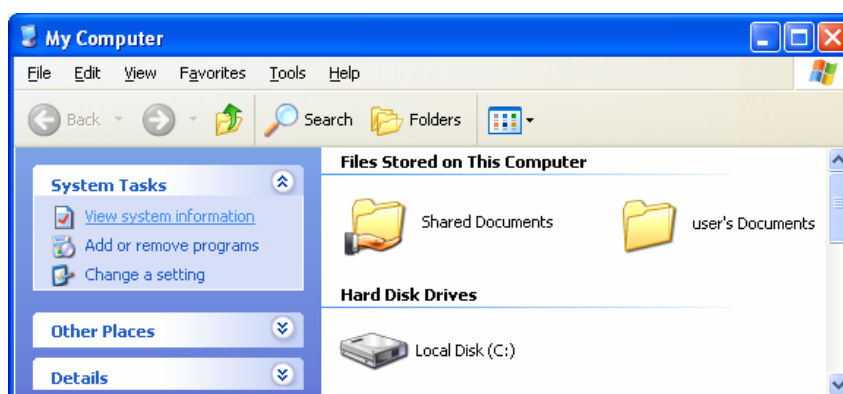 My Computer
File Edit View Favorites Tools Help
Back Search Folders
System Tasks
View system information
Add or remove programs
Change a setting
Other Places
Details
Files Stored on This Computer
Shared Documents user's Documents
Hard Disk Drives
Local Disk (C:)